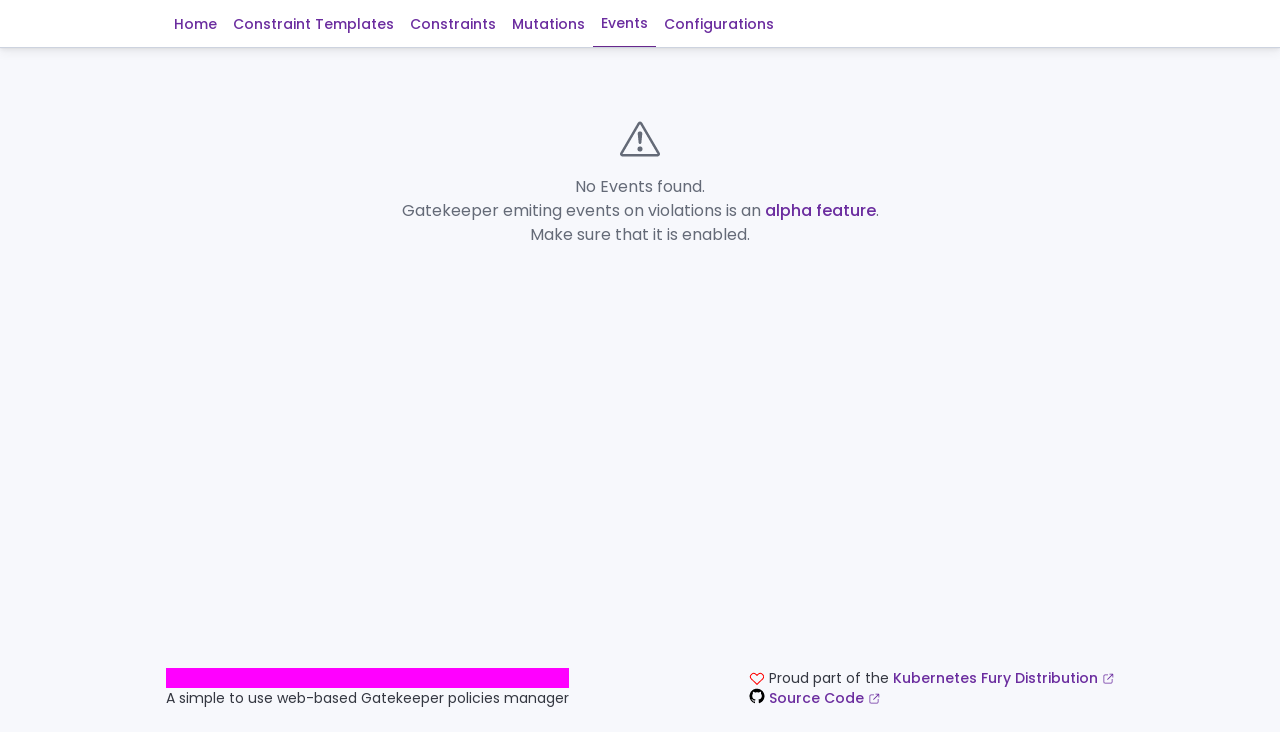 Home Constraint Templates Constraints Mutations Events Configurations
No Events found.
Gatekeeper emiting events on violations is an alpha feature.
Make sure that it is enabled.
A simple to use web-based Gatekeeper policies manager
Proud part of the Kubernetes Fury Distribution
Source Code